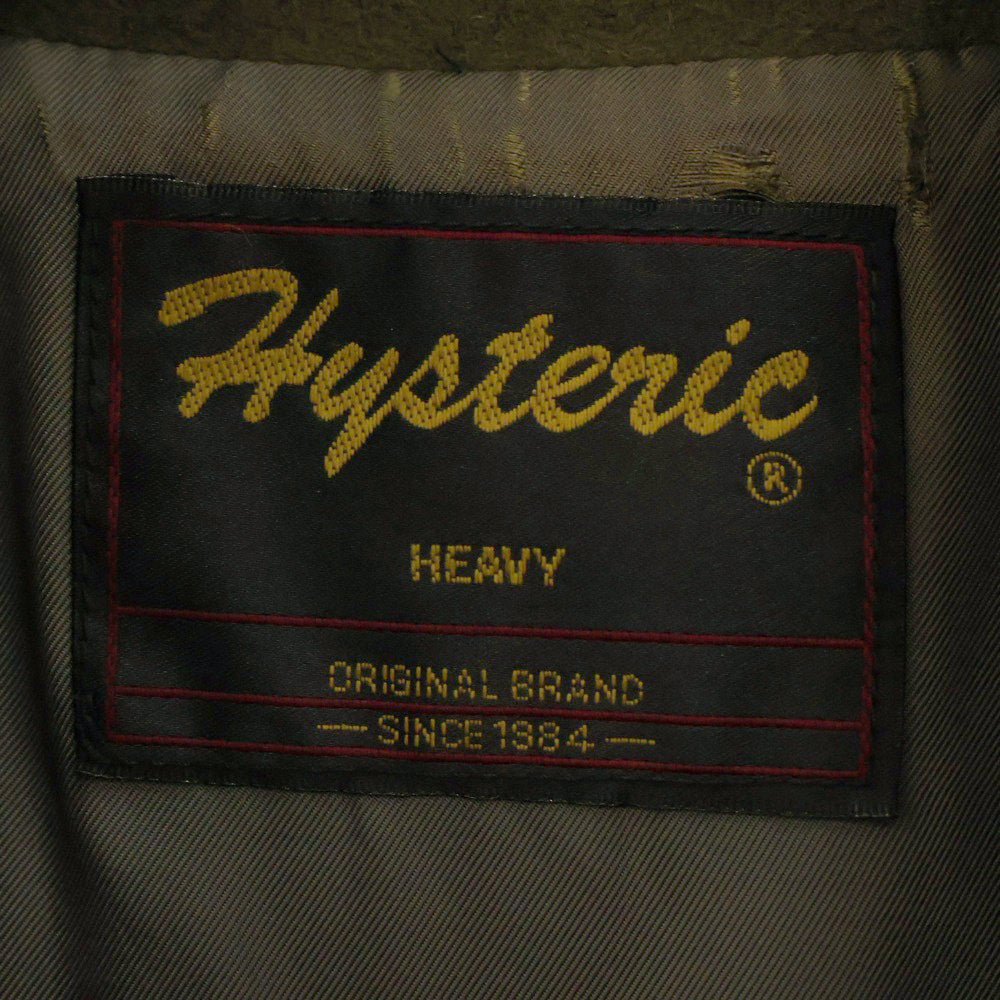 Hysteric
®
HEAVY
ORIGINAL BRAND
— SINCE 1984 —